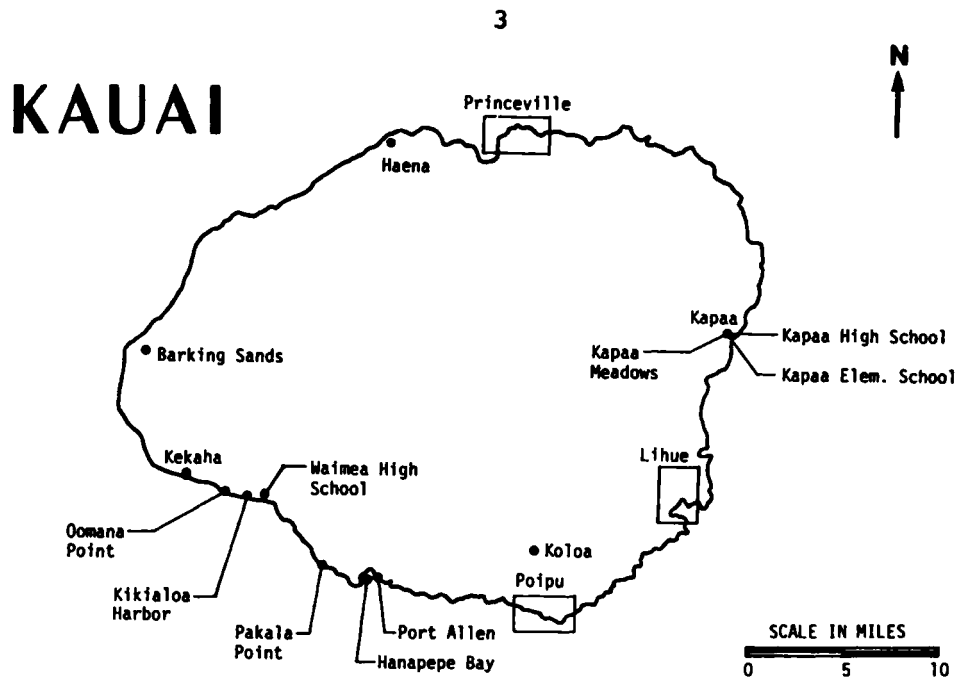 3
KAUAI
N
Princeville
Haena
Kapaa
Kapaa High School
Kapaa
Meadows
Kapaa Elem. School
Barking Sands
Kekaha
Waimea High
School
Lihue
Oomana
Point
Koloa
Poipu
Kikialoa
Harbor
Pakala
Point
Port Allen
Hanapepe Bay
SCALE IN MILES
0 5 10